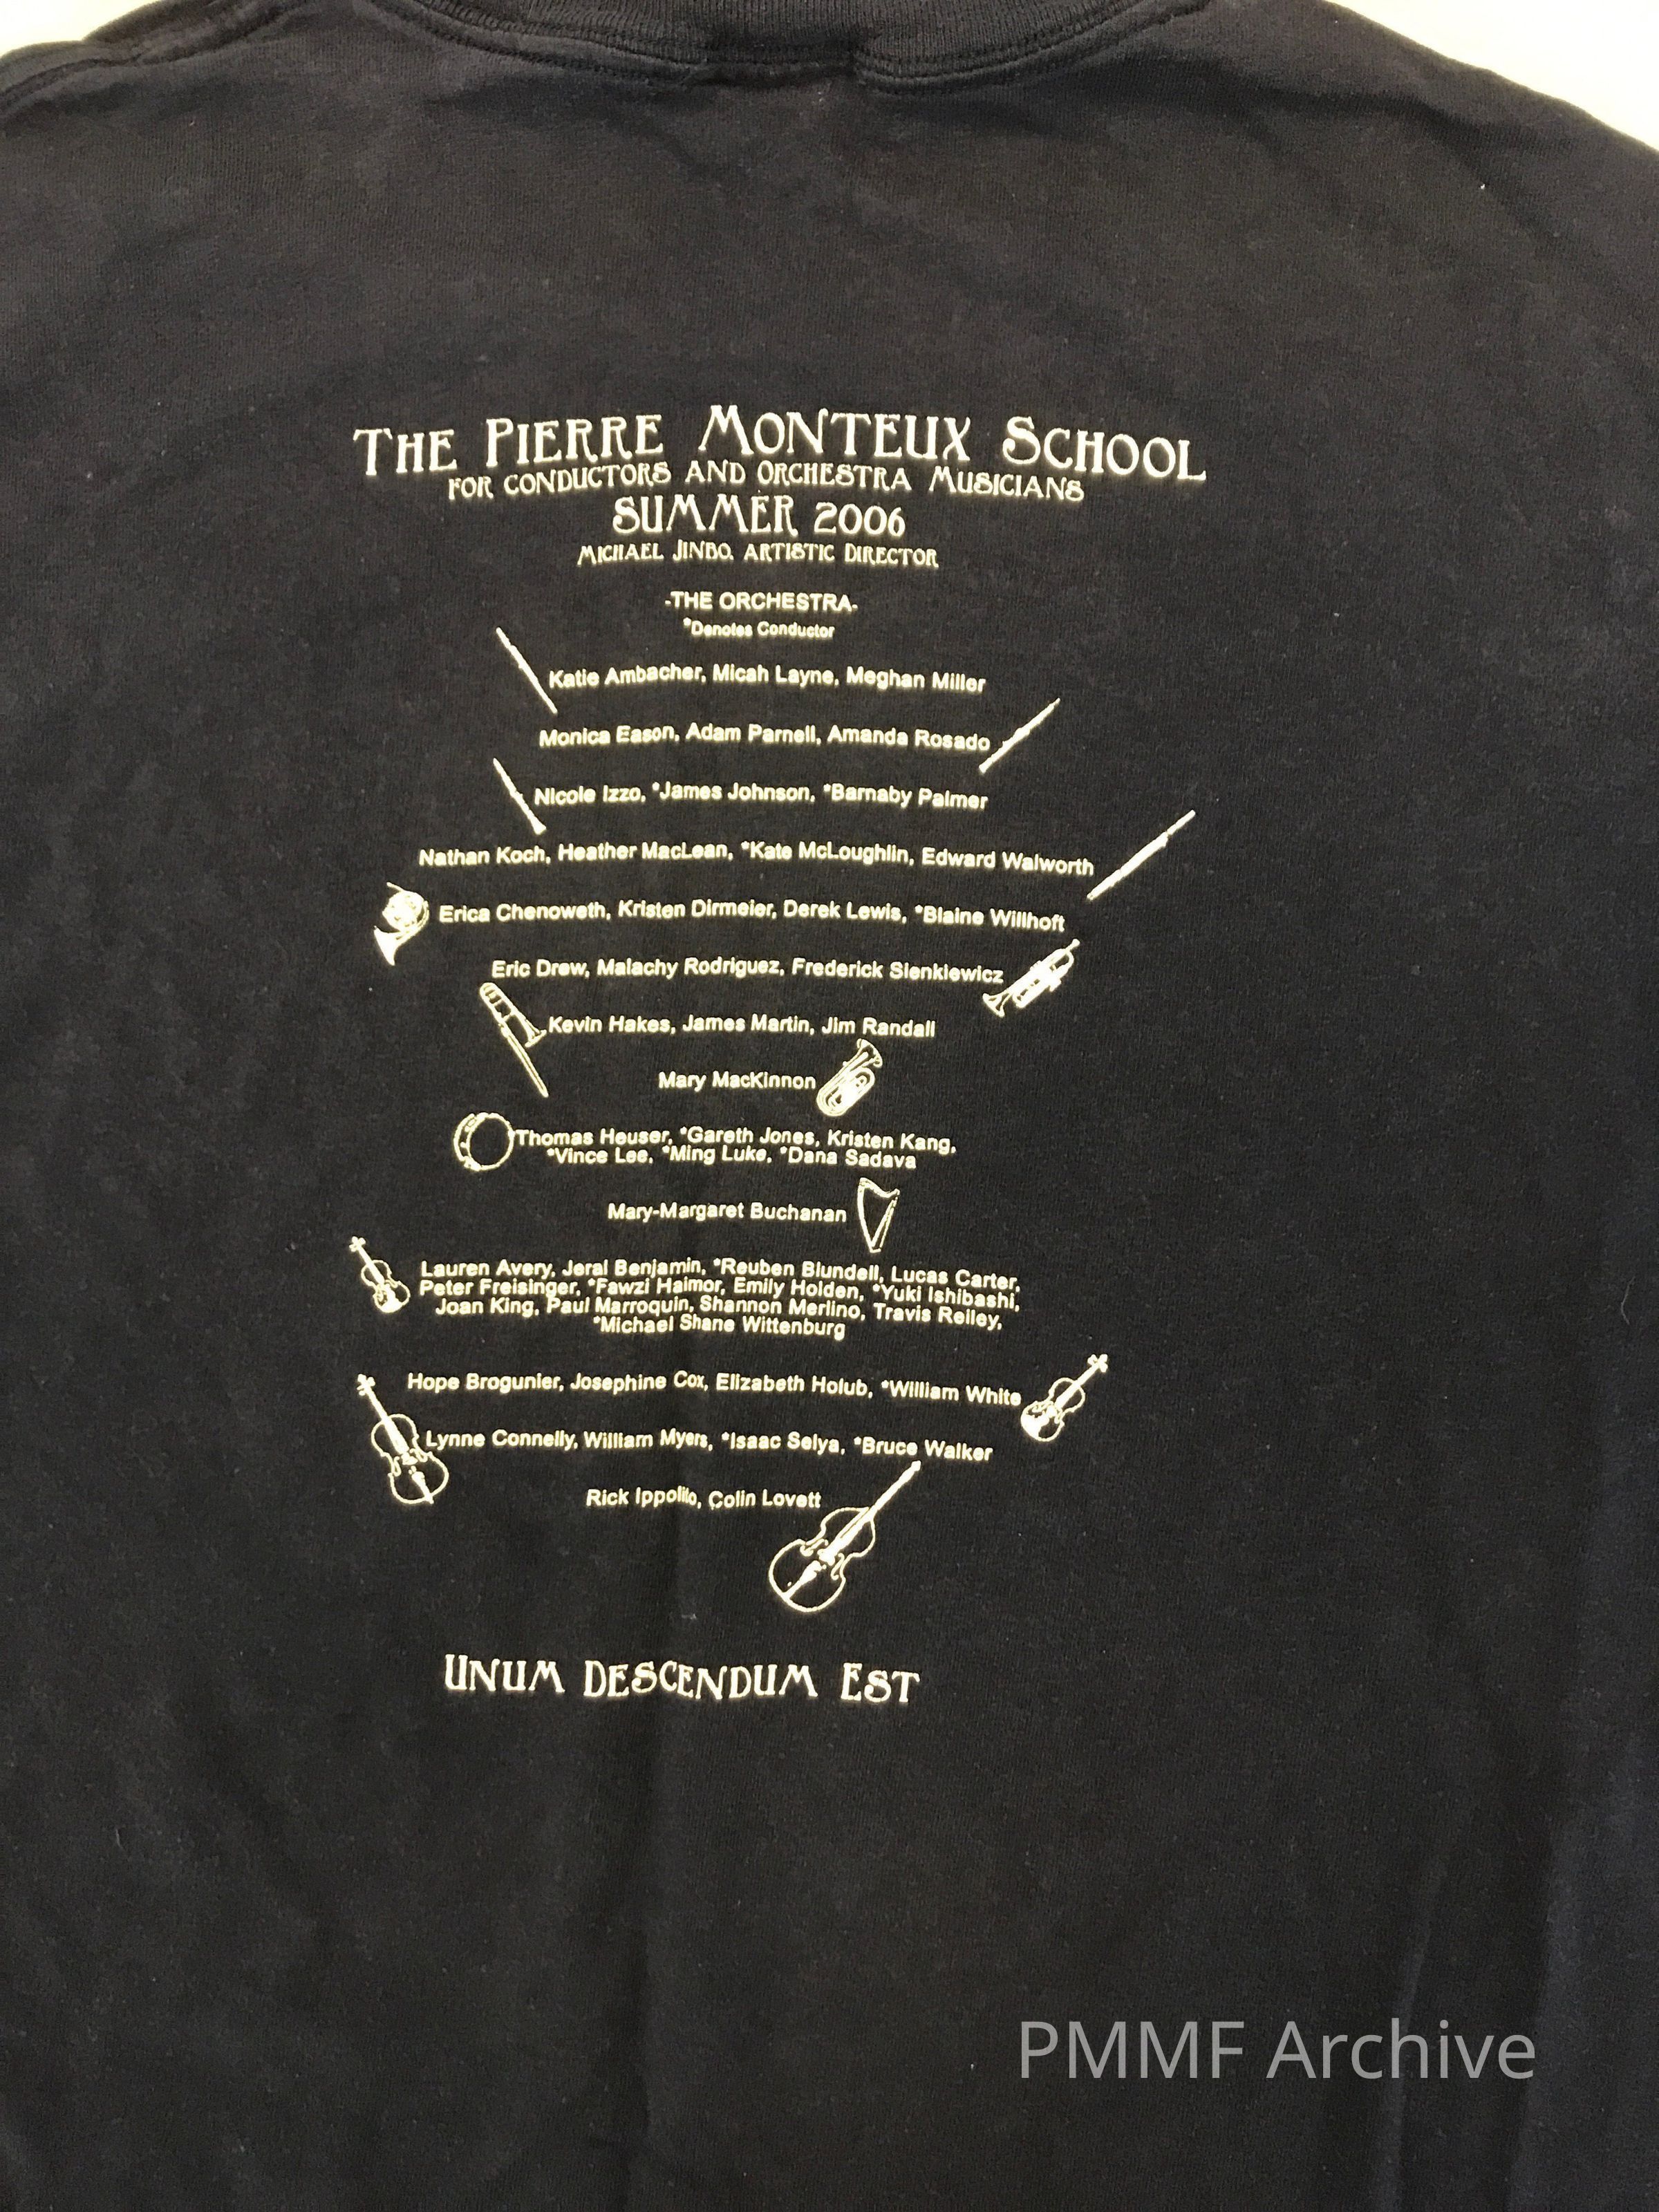 THE PIERRE MONTEUX SCHOOL
FOR CONDUCTORS AND ORCHESTRA MUSICIANS
SUMMER 2006
MICHAEL JINBO, ARTISTIC DIRECTOR
-THE ORCHESTRA-
*Denotes Conductor
Katie Ambacher, Micah Layne, Meghan Miller
Monica Eason, Adam Parnell, Amanda Rosado
Nicole Izzo, *James Johnson, *Barnaby Palmer
Nathan Koch, Heather MacLean, *Kate McLoughlin, Edward Walworth
Erica Chenoweth, Kristen Dirmeier, Derek Lewis, *Blaine Willhoft
Eric Drew, Malachy Rodriguez, Frederick Sienkiewicz
Kevin Hakes, James Martin, Jim Randall
Mary MacKinnon
Thomas Heuser, *Gareth Jones, Kristen Kang,
*Vince Lee, *Ming Luke, *Dana Sadava
Mary-Margaret Buchanan
Lauren Avery, Jeral Benjamin, *Reuben Blundell, Lucas Carter,
Peter Freisinger, *Fawzi Haimor, Emily Holden, *Yuki Ishibashi,
Joan King, Paul Marroquin, Shannon Merlino, Travis Reiley,
*Michael Shane Wittenburg
Hope Brogunier, Josephine Cox, Elizabeth Holub, *William White
Lynne Connelly, William Myers, *Isaac Selya, *Bruce Walker
Rick Ippolito, Colin Lovett
UNUM DESCENDUM EST
PMMF Archive